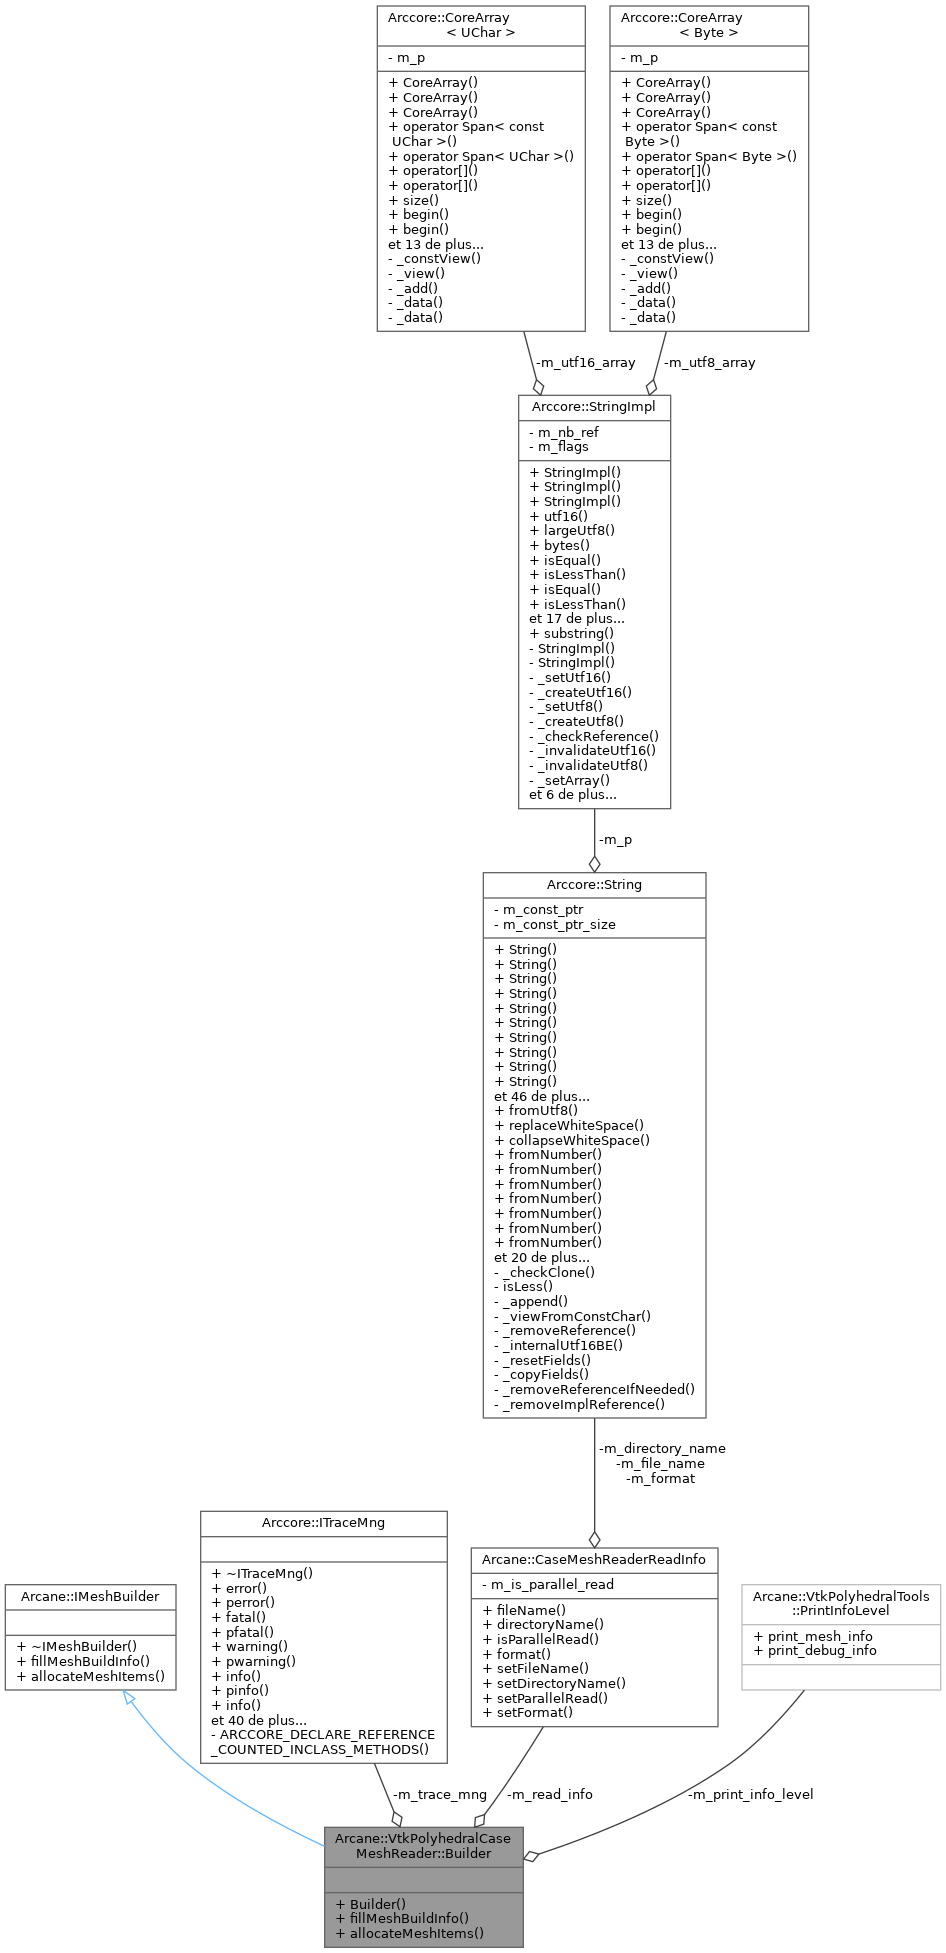 Arccore::CoreArray
< UChar >
- m_p
+ CoreArray()
+ CoreArray()
+ CoreArray()
+ operator Span< const
UChar >()
+ operator Span< UChar >()
+ operator[]()
+ operator[]()
+ size()
+ begin()
+ begin()
et 13 de plus...
- _constView()
- _view()
- _add()
- _data()
- _data()
Arccore::CoreArray
< Byte >
- m_p
+ CoreArray()
+ CoreArray()
+ CoreArray()
+ operator Span< const
Byte >()
+ operator Span< Byte >()
+ operator[]()
+ operator[]()
+ size()
+ begin()
+ begin()
et 13 de plus...
- _constView()
- _view()
- _add()
- _data()
- _data()
-m_utf16_array
-m_utf8_array
Arccore::StringImpl
- m_nb_ref
- m_flags
+ StringImpl()
+ StringImpl()
+ StringImpl()
+ utf16()
+ largeUtf8()
+ bytes()
+ isEqual()
+ isLessThan()
+ isEqual()
+ isLessThan()
et 17 de plus...
+ substring()
- StringImpl()
- StringImpl()
- _setUtf16()
- _createUtf16()
- _setUtf8()
- _createUtf8()
- _checkReference()
- _invalidateUtf16()
- _invalidateUtf8()
- _setArray()
et 6 de plus...
-m_p
Arccore::String
- m_const_ptr
- m_const_ptr_size
+ String()
+ String()
+ String()
+ String()
+ String()
+ String()
+ String()
+ String()
+ String()
+ String()
et 46 de plus...
+ fromUtf8()
+ replaceWhiteSpace()
+ collapseWhiteSpace()
+ fromNumber()
+ fromNumber()
+ fromNumber()
+ fromNumber()
+ fromNumber()
+ fromNumber()
+ fromNumber()
et 20 de plus...
- _checkClone()
- isLess()
- _append()
- _viewFromConstChar()
- _removeReference()
- _internalUtf16BE()
- _resetFields()
- _copyFields()
- _removeReferenceIfNeeded()
- _removeImplReference()
-m_directory_name
-m_file_name
-m_format
Arcane::IMeshBuilder
+ ~IMeshBuilder()
+ fillMeshBuildInfo()
+ allocateMeshItems()
Arccore::ITraceMng
+ ~ITraceMng()
+ error()
+ perror()
+ fatal()
+ pfatal()
+ warning()
+ pwarning()
+ info()
+ pinfo()
+ info()
et 40 de plus...
- ARCCORE_DECLARE_REFERENCE
_COUNTED_INCLASS_METHODS()
Arcane::CaseMeshReaderReadInfo
- m_is_parallel_read
+ fileName()
+ directoryName()
+ isParallelRead()
+ format()
+ setFileName()
+ setDirectoryName()
+ setParallelRead()
+ setFormat()
Arcane::VtkPolyhedralTools
::PrintInfoLevel
+ print_mesh_info
+ print_debug_info
-m_trace_mng
-m_read_info
-m_print_info_level
Arcane::VtkPolyhedralCase
MeshReader::Builder
+ Builder()
+ fillMeshBuildInfo()
+ allocateMeshItems()